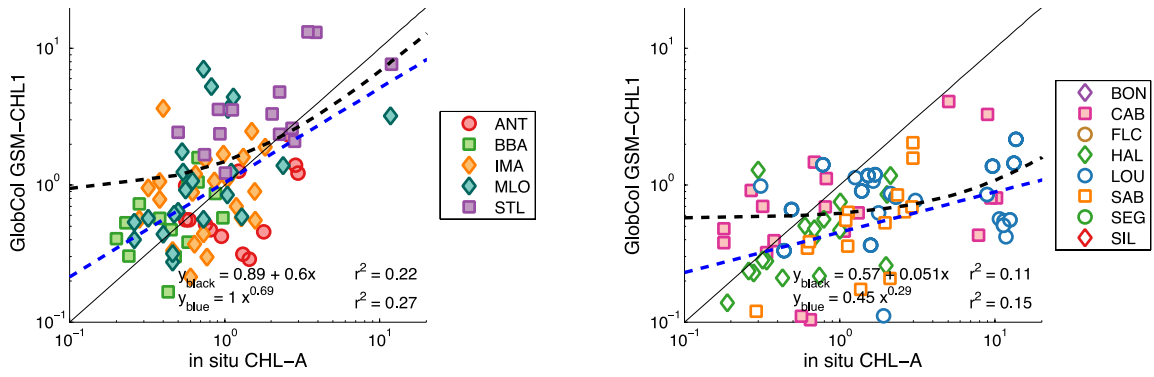 10^1
10^0
10^-1
10^-1
10^0
10^1
GlobCol GSM-CHL1
in situ CHL-A
y_black = 0.89 + 0.6x
r^2 = 0.22
y_blue = 1 x^0.69
r^2 = 0.27
ANT
BBA
IMA
MLO
STL
10^1
10^0
10^-1
10^-1
10^0
10^1
GlobCol GSM-CHL1
in situ CHL-A
y_black = 0.57 + 0.051x
r^2 = 0.11
y_blue = 0.45 x^0.29
r^2 = 0.15
BON
CAB
FLC
HAL
LOU
SAB
SEG
SIL